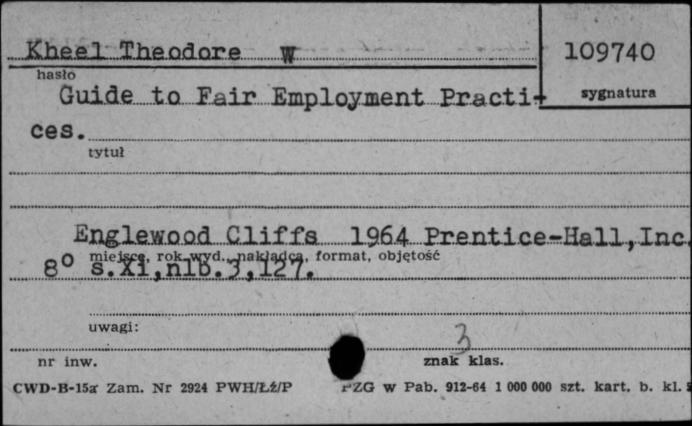 Kheel Theodore W
109740
hasło
sygnatura
Guide to Fair Employment Practi-
ces.
tytuł
Englewood Cliffs 1964 Prentice-Hall, Inc.
miejsce, rok wyd., nakładca, format, objętość
8° s.XI,nlb.3,127.
uwagi:
3
nr inw.
znak klas.
CWD-B-15a Zam. Nr 2924 PWH/Łż/P PZG w Pab. 912-64 1 000 000 szt. kart. b. kl.